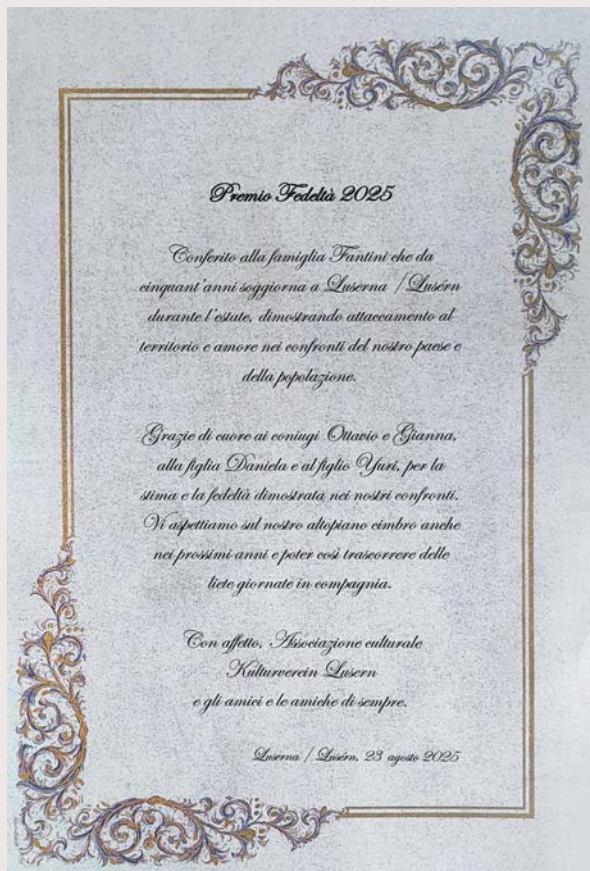 Premio Fedeltà 2025
Conferito alla famiglia Fantini che da
cinquant'anni soggiorna a Luserna / Lusérn
durante l'estate, dimostrando attaccamento al
territorio e amore nei confronti del nostro paese e
della popolazione.
Grazie di cuore ai coniugi Ottavio e Gianna,
alla figlia Daniela e al figlio Yuri, per la
stima e la fedeltà dimostrata nei nostri confronti.
Vi aspettiamo sul nostro altopiano cimbro anche
nei prossimi anni e poter così trascorrere delle
liete giornate in compagnia.
Con affetto, Associazione culturale
Kulturverein Lusern
e gli amici e le amiche di sempre.
Luserna / Lusérn, 23 agosto 2025